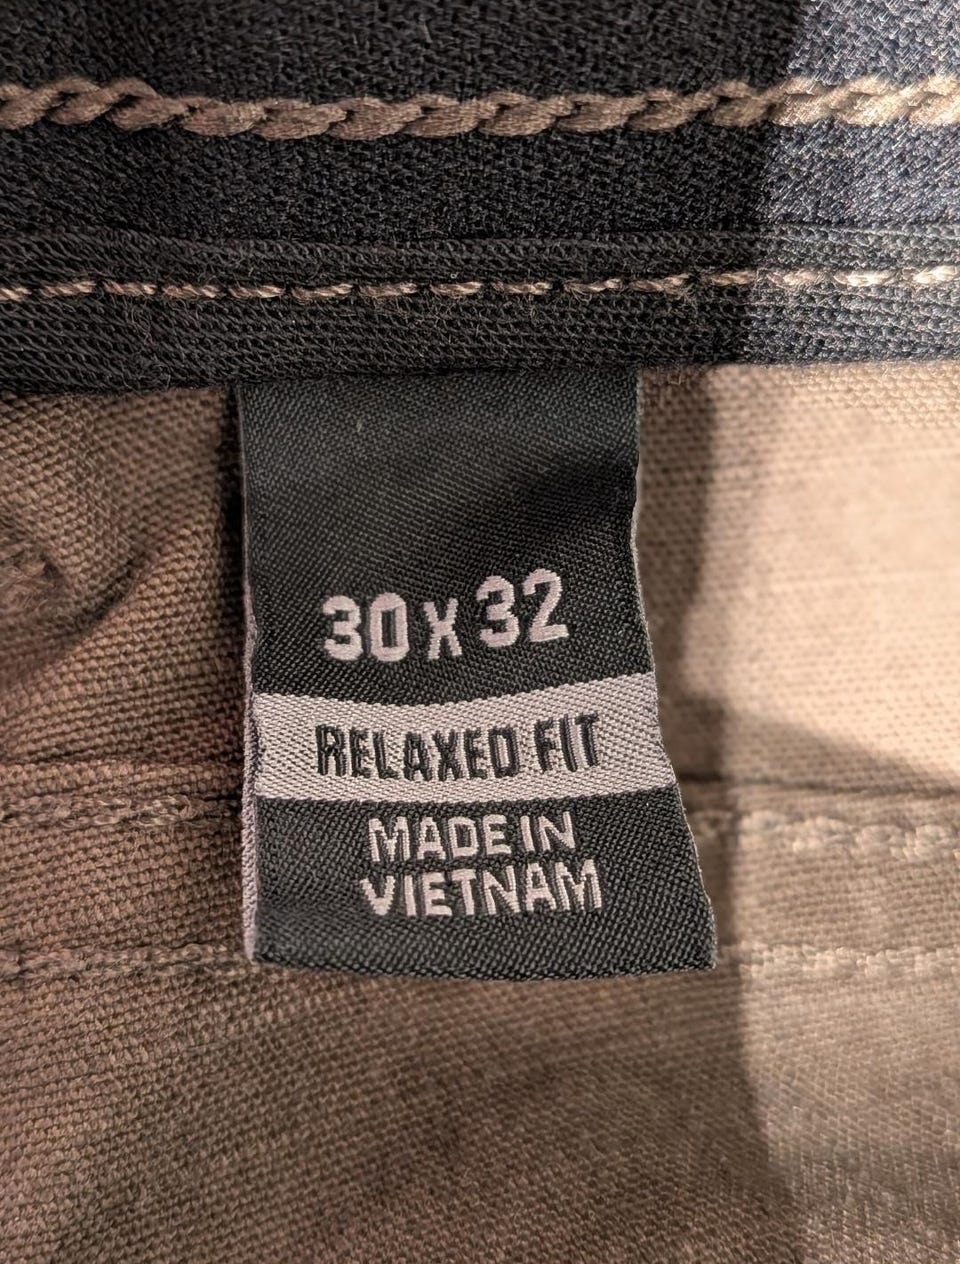 30 X 32
RELAXED FIT
MADE IN
VIETNAM